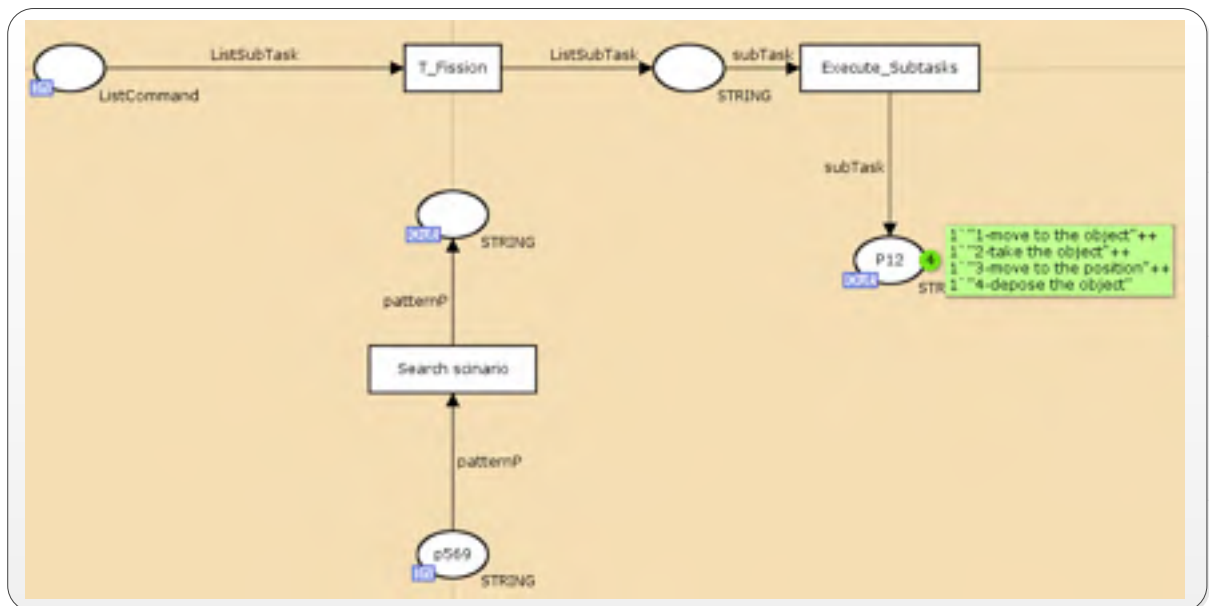 ListSubTask
T_Fission
ListSubTask
subTask
Execute_Subtasks
ListCommand
STRING
subTask
STRING
P12
4
1`"1-move to the object"++
1`"2-take the object"++
1`"3-move to the position"++
1`"4-depose the object"
STR
patternP
Search scinario
patternP
p569
STRING